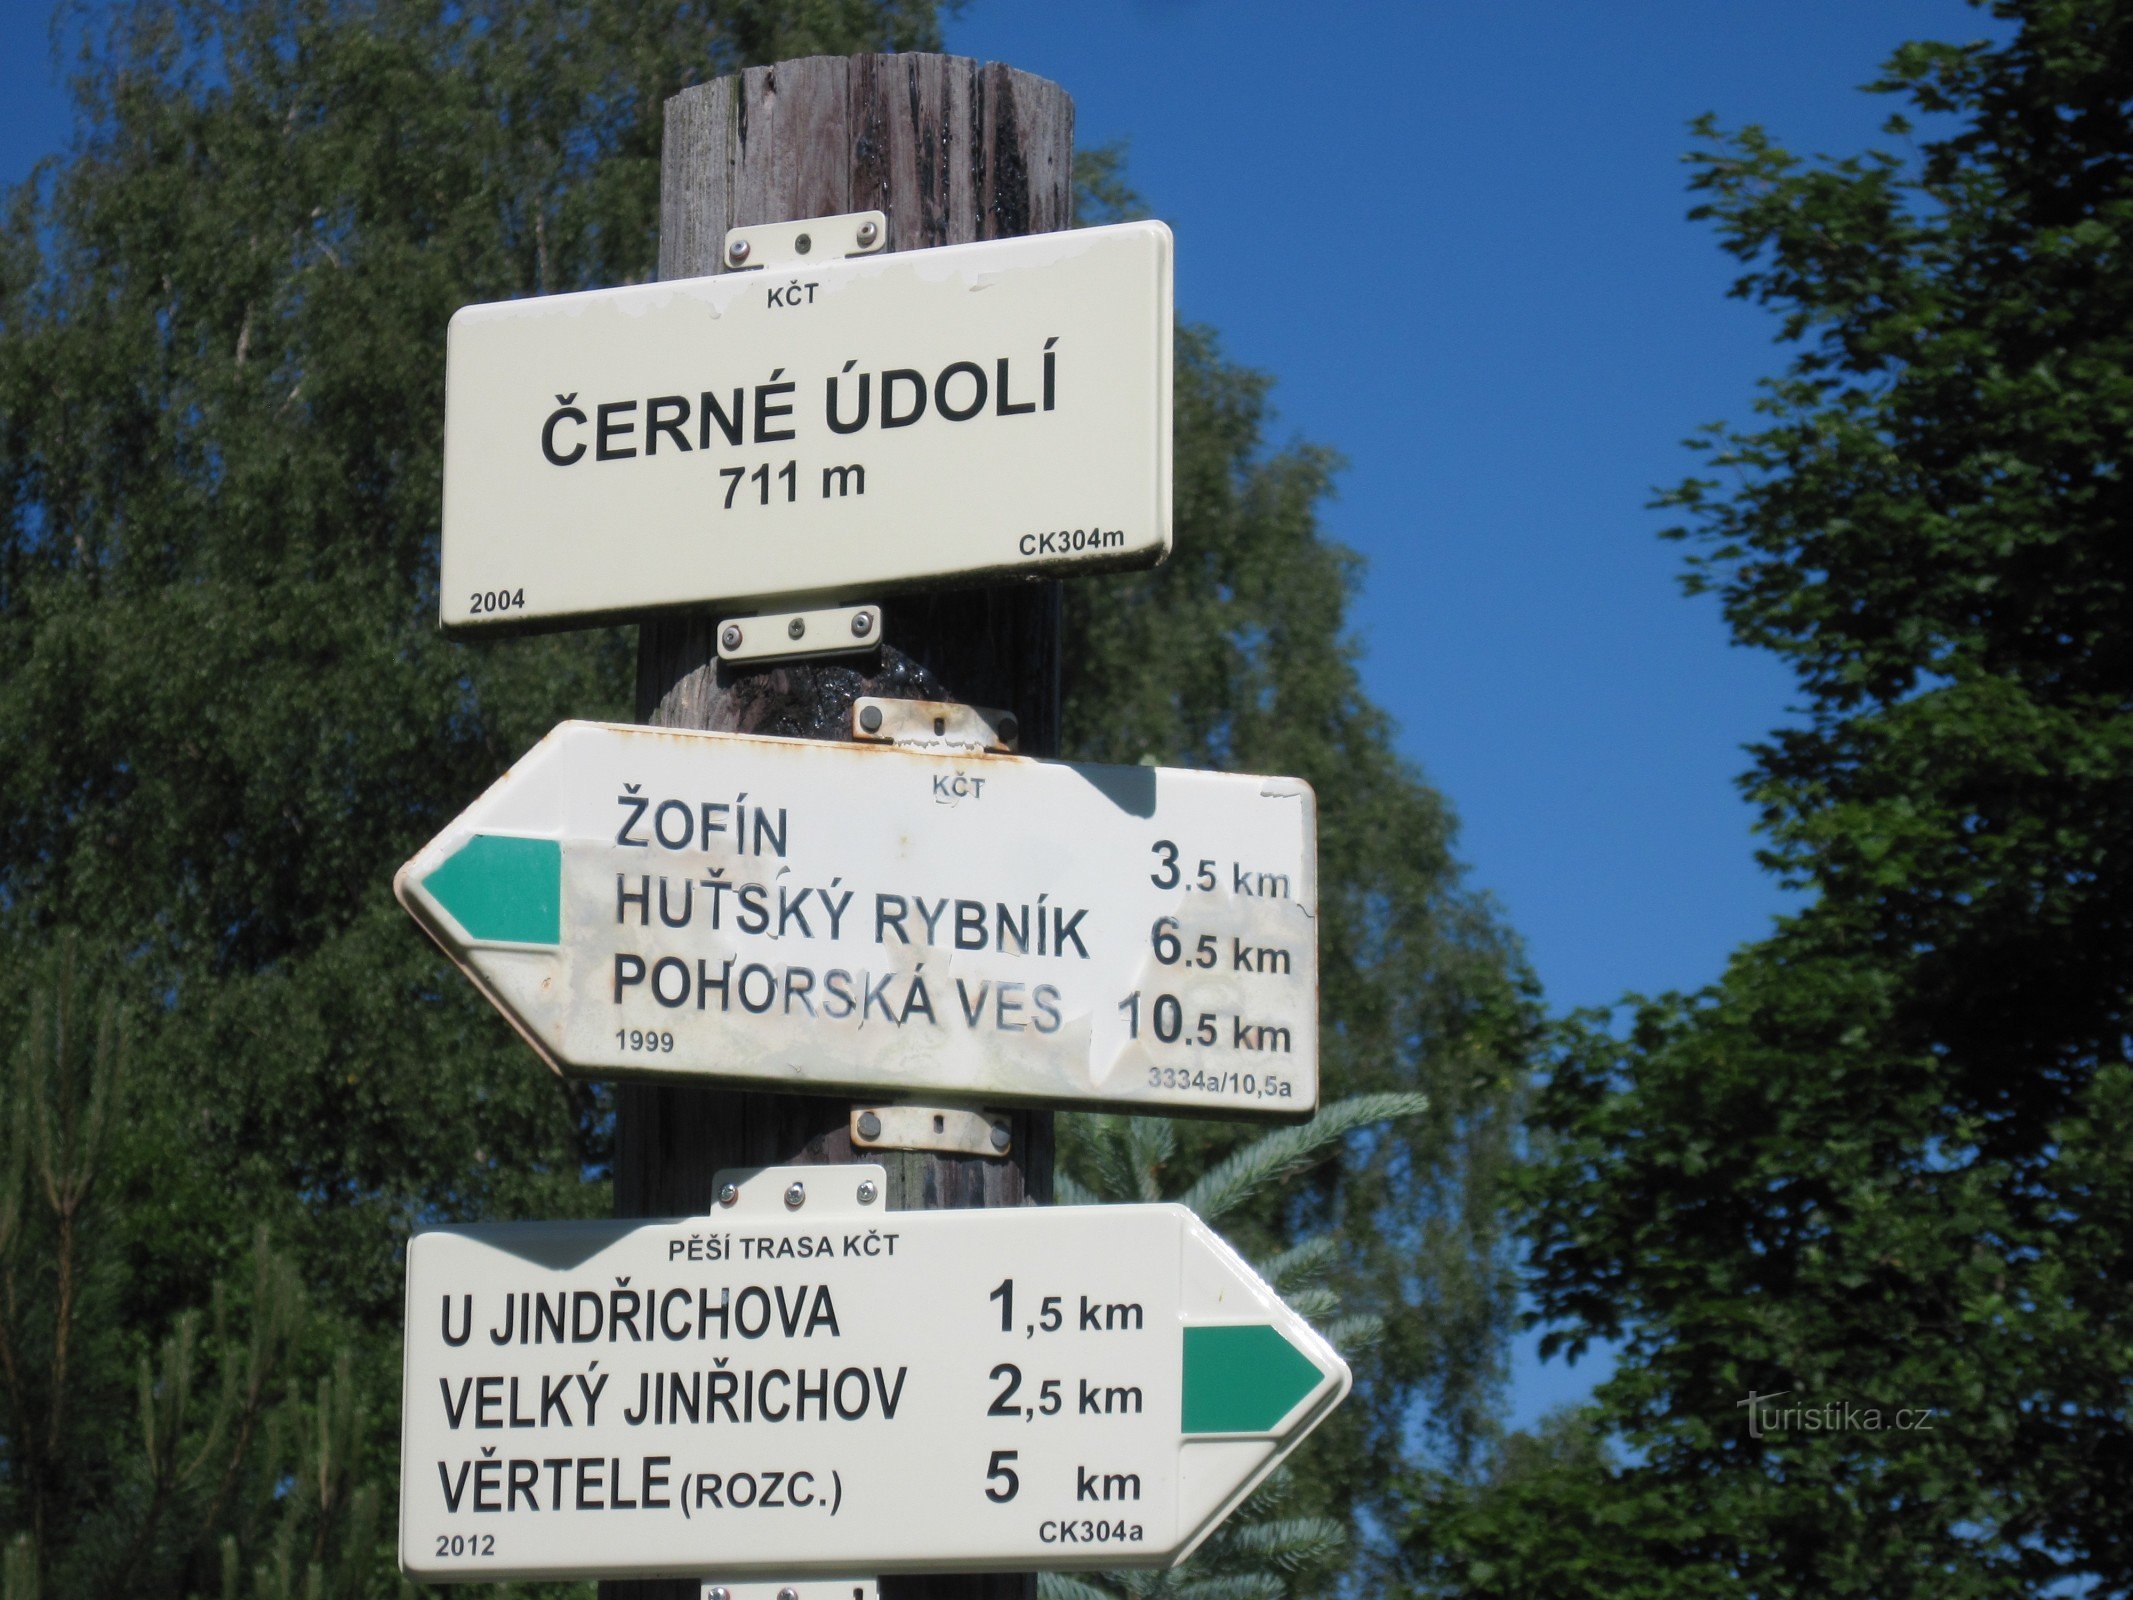 KČT
ČERNÉ ÚDOLÍ
711 m
CK304m
2004
KČT
ŽOFÍN 3.5 km
HUŤSKÝ RYBNÍK 6.5 km
POHORSKÁ VES 10.5 km
1999 3334a/10,5a
PĚŠÍ TRASA KČT
U JINDŘICHOVA 1,5 km
VELKÝ JINŘICHOV 2,5 km
VĚRTELE (ROZC.) 5 km
2012 CK304a
Turistika.cz